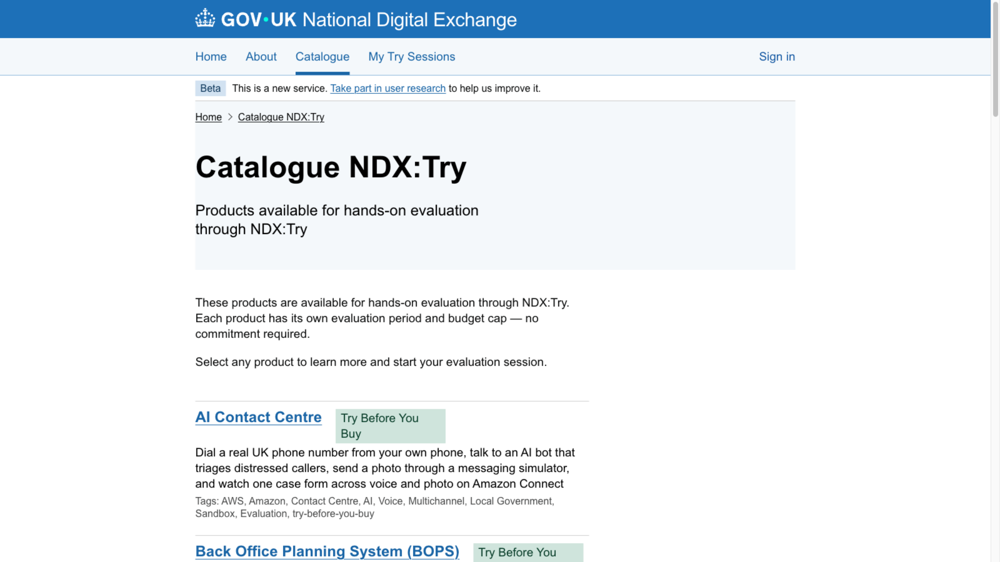 GOV·UK National Digital Exchange
Home About Catalogue My Try Sessions Sign in
Beta This is a new service. Take part in user research to help us improve it.
Home > Catalogue NDX:Try
Catalogue NDX:Try
Products available for hands-on evaluation
through NDX:Try
These products are available for hands-on evaluation through NDX:Try.
Each product has its own evaluation period and budget cap — no
commitment required.
Select any product to learn more and start your evaluation session.
AI Contact Centre Try Before You
Buy
Dial a real UK phone number from your own phone, talk to an AI bot that
triages distressed callers, send a photo through a messaging simulator,
and watch one case form across voice and photo on Amazon Connect
Tags: AWS, Amazon, Contact Centre, AI, Voice, Multichannel, Local Government,
Sandbox, Evaluation, try-before-you-buy
Back Office Planning System (BOPS) Try Before You